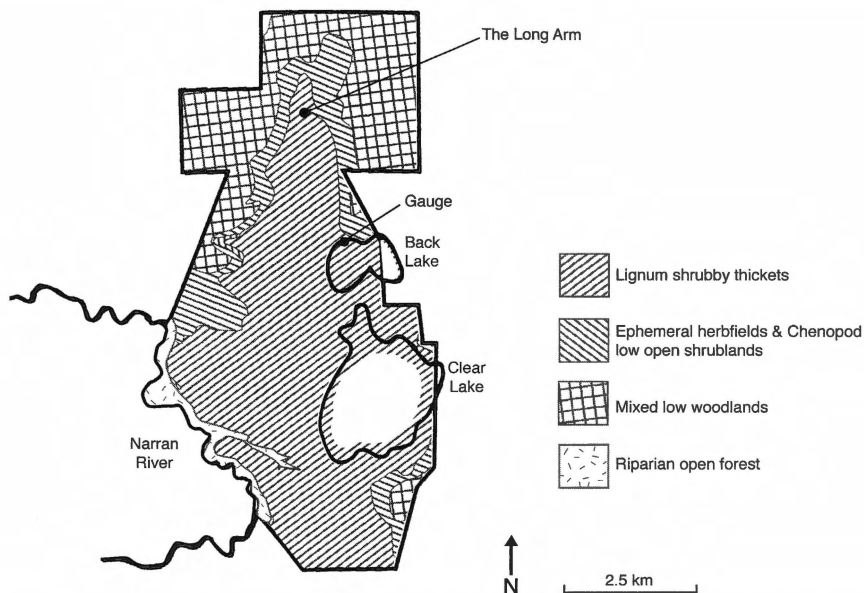 The Long Arm
Gauge
Back
Lake
Clear
Lake
Narran
River
Lignum shrubby thickets
Ephemeral herbfields & Chenopod
low open shrublands
Mixed low woodlands
Riparian open forest
N
2.5 km